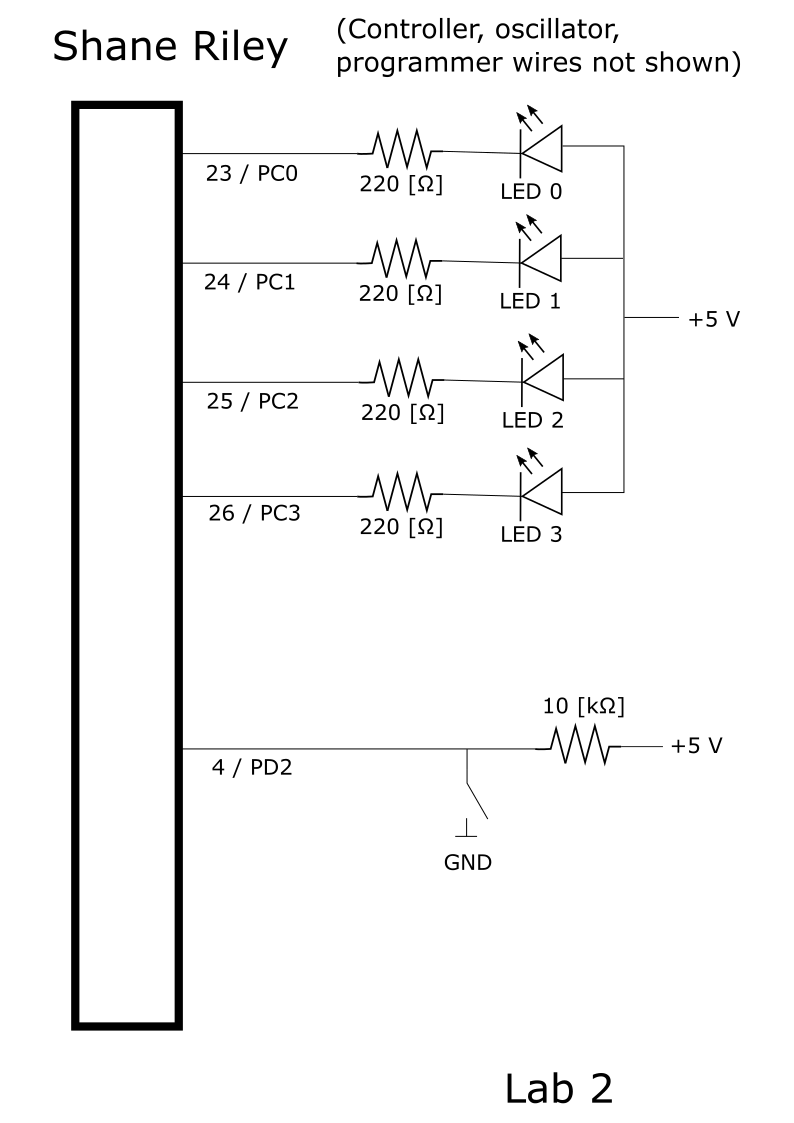 Shane Riley
(Controller, oscillator,
programmer wires not shown)
23 / PC0
220 [Ω]
LED 0
24 / PC1
220 [Ω]
LED 1
+5 V
25 / PC2
220 [Ω]
LED 2
26 / PC3
220 [Ω]
LED 3
10 [kΩ]
+5 V
4 / PD2
GND
Lab 2